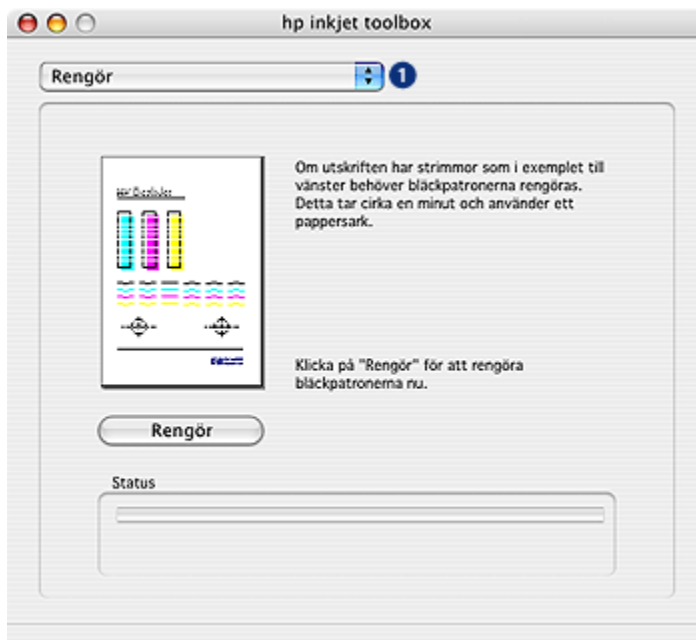 hp inkjet toolbox
Rengör
1
Om utskriften har strimmor som i exemplet till
vänster behöver bläckpatronerna rengöras.
Detta tar cirka en minut och använder ett
pappersark.
Klicka på "Rengör" för att rengöra
bläckpatronerna nu.
Rengör
Status